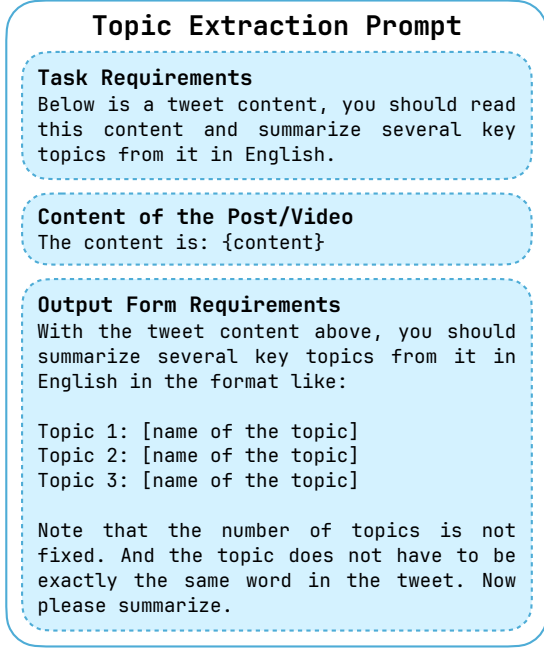 Topic Extraction Prompt
Task Requirements
Below is a tweet content, you should read
this content and summarize several key
topics from it in English.
Content of the Post/Video
The content is: {content}
Output Form Requirements
With the tweet content above, you should
summarize several key topics from it in
English in the format like:
Topic 1: [name of the topic]
Topic 2: [name of the topic]
Topic 3: [name of the topic]
Note that the number of topics is not
fixed. And the topic does not have to be
exactly the same word in the tweet. Now
please summarize.